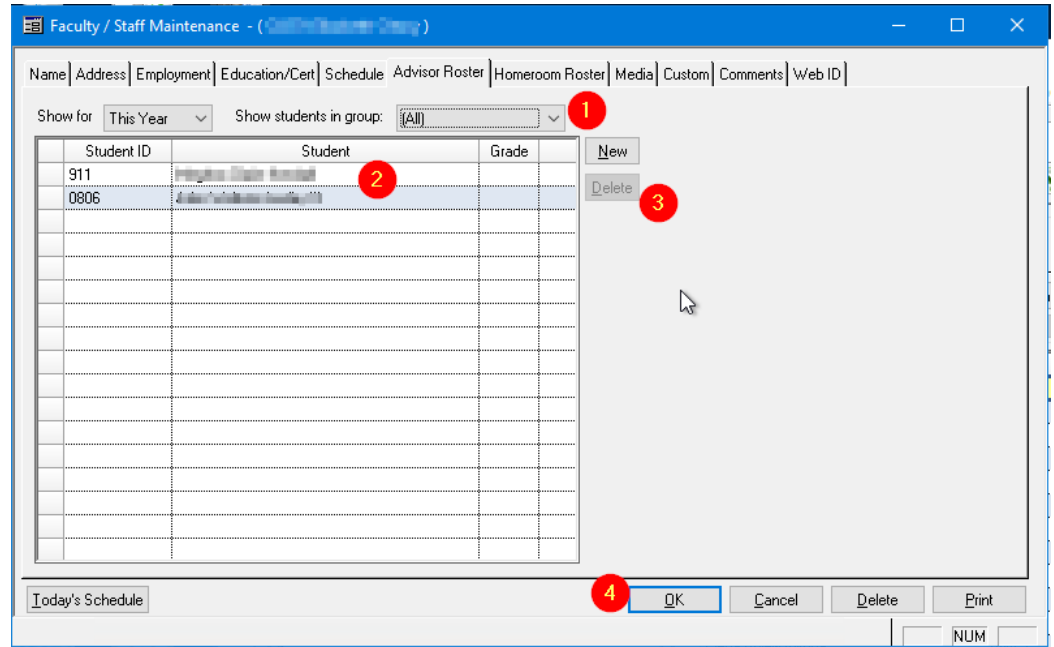 Faculty / Staff Maintenance - ( )
Name Address Employment Education/Cert Schedule Advisor Roster Homeroom Roster Media Custom Comments Web ID
Show for This Year Show students in group: (All) 1
Student ID Student Grade New
911 2
0806 Delete 3
4
Today's Schedule OK Cancel Delete Print
NUM